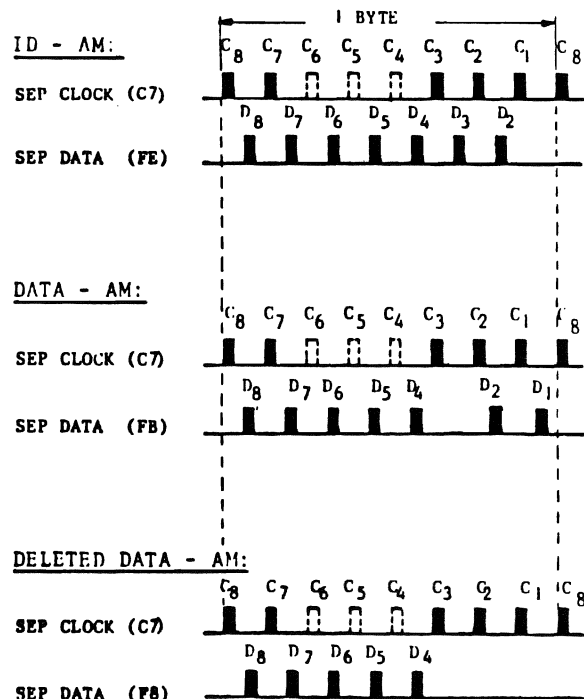 1 BYTE
ID - AM:
C8 C7 C6 C5 C4 C3 C2 C1 C8
SEP CLOCK (C7)
D8 D7 D6 D5 D4 D3 D2
SEP DATA (FE)
DATA - AM:
C8 C7 C6 C5 C4 C3 C2 C1 C8
SEP CLOCK (C7)
D8 D7 D6 D5 D4 D2 D1
SEP DATA (FB)
DELETED DATA - AM:
C8 C7 C6 C5 C4 C3 C2 C1 C8
SEP CLOCK (C7)
D8 D7 D6 D5 D4
SEP DATA (F8)